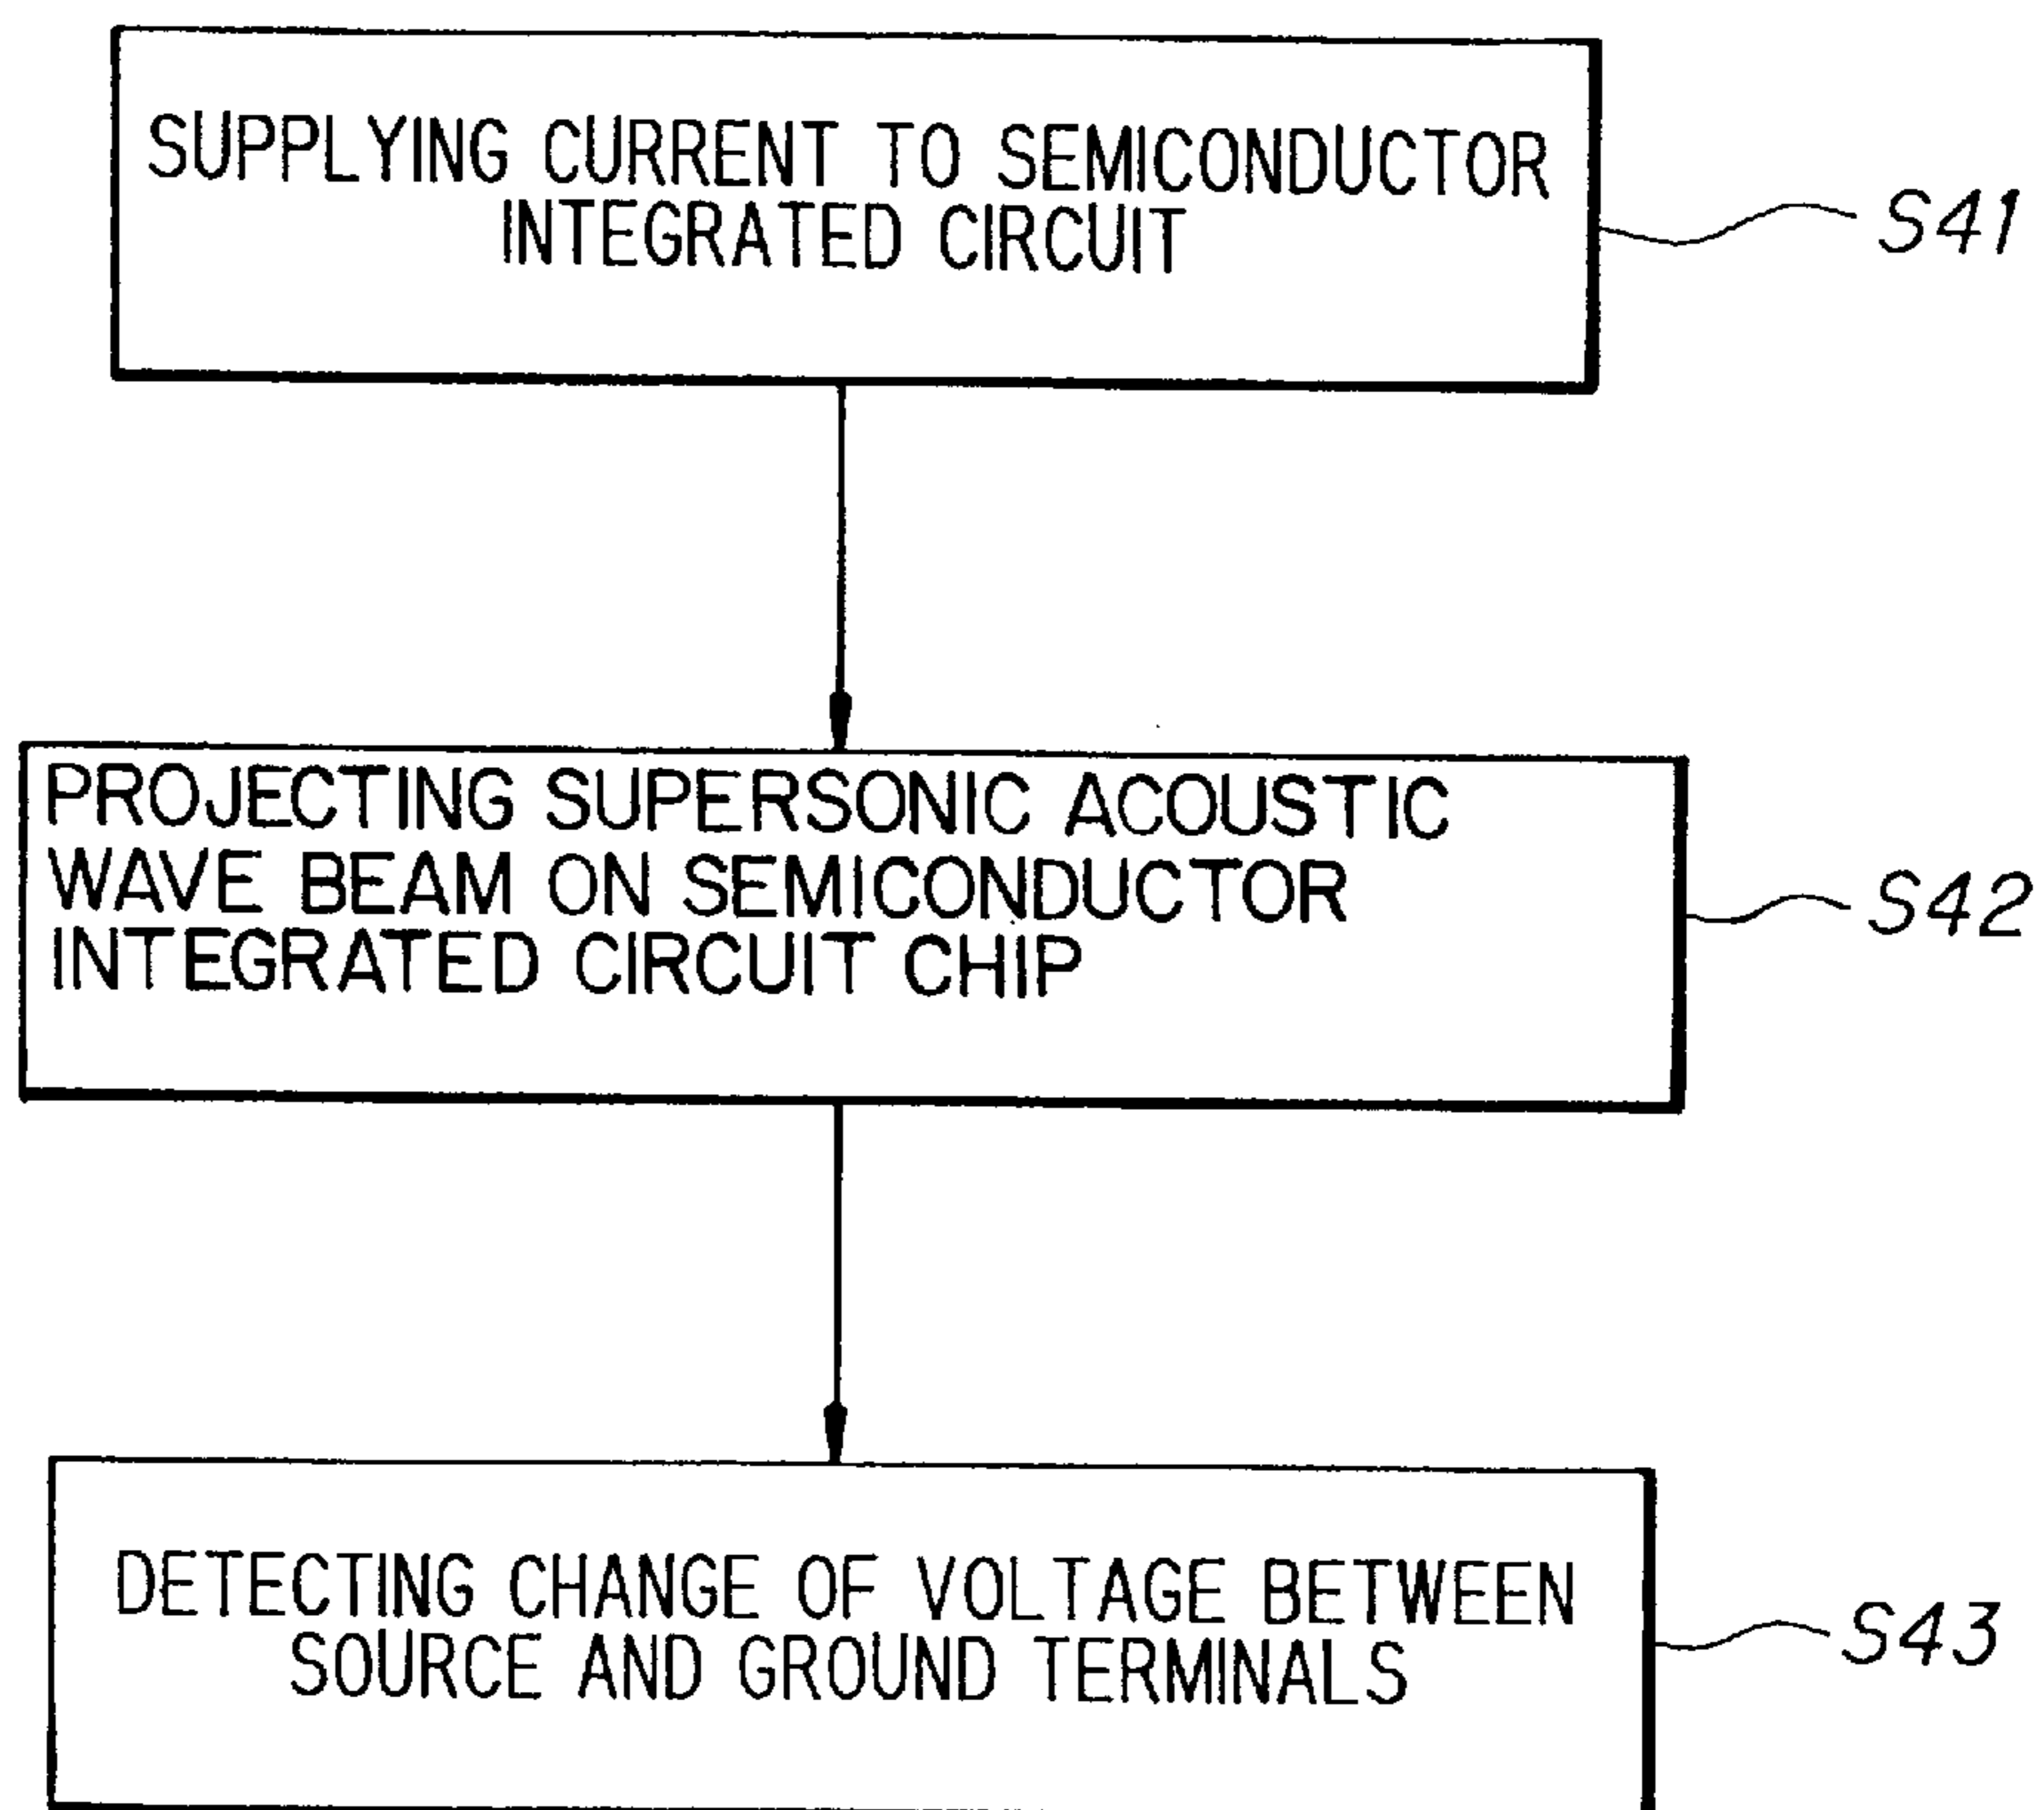 SUPPLYING CURRENT TO SEMICONDUCTOR
INTEGRATED CIRCUIT
S41
PROJECTING SUPERSONIC ACOUSTIC
WAVE BEAM ON SEMICONDUCTOR
INTEGRATED CIRCUIT CHIP
S42
DETECTING CHANGE OF VOLTAGE BETWEEN
SOURCE AND GROUND TERMINALS
S43